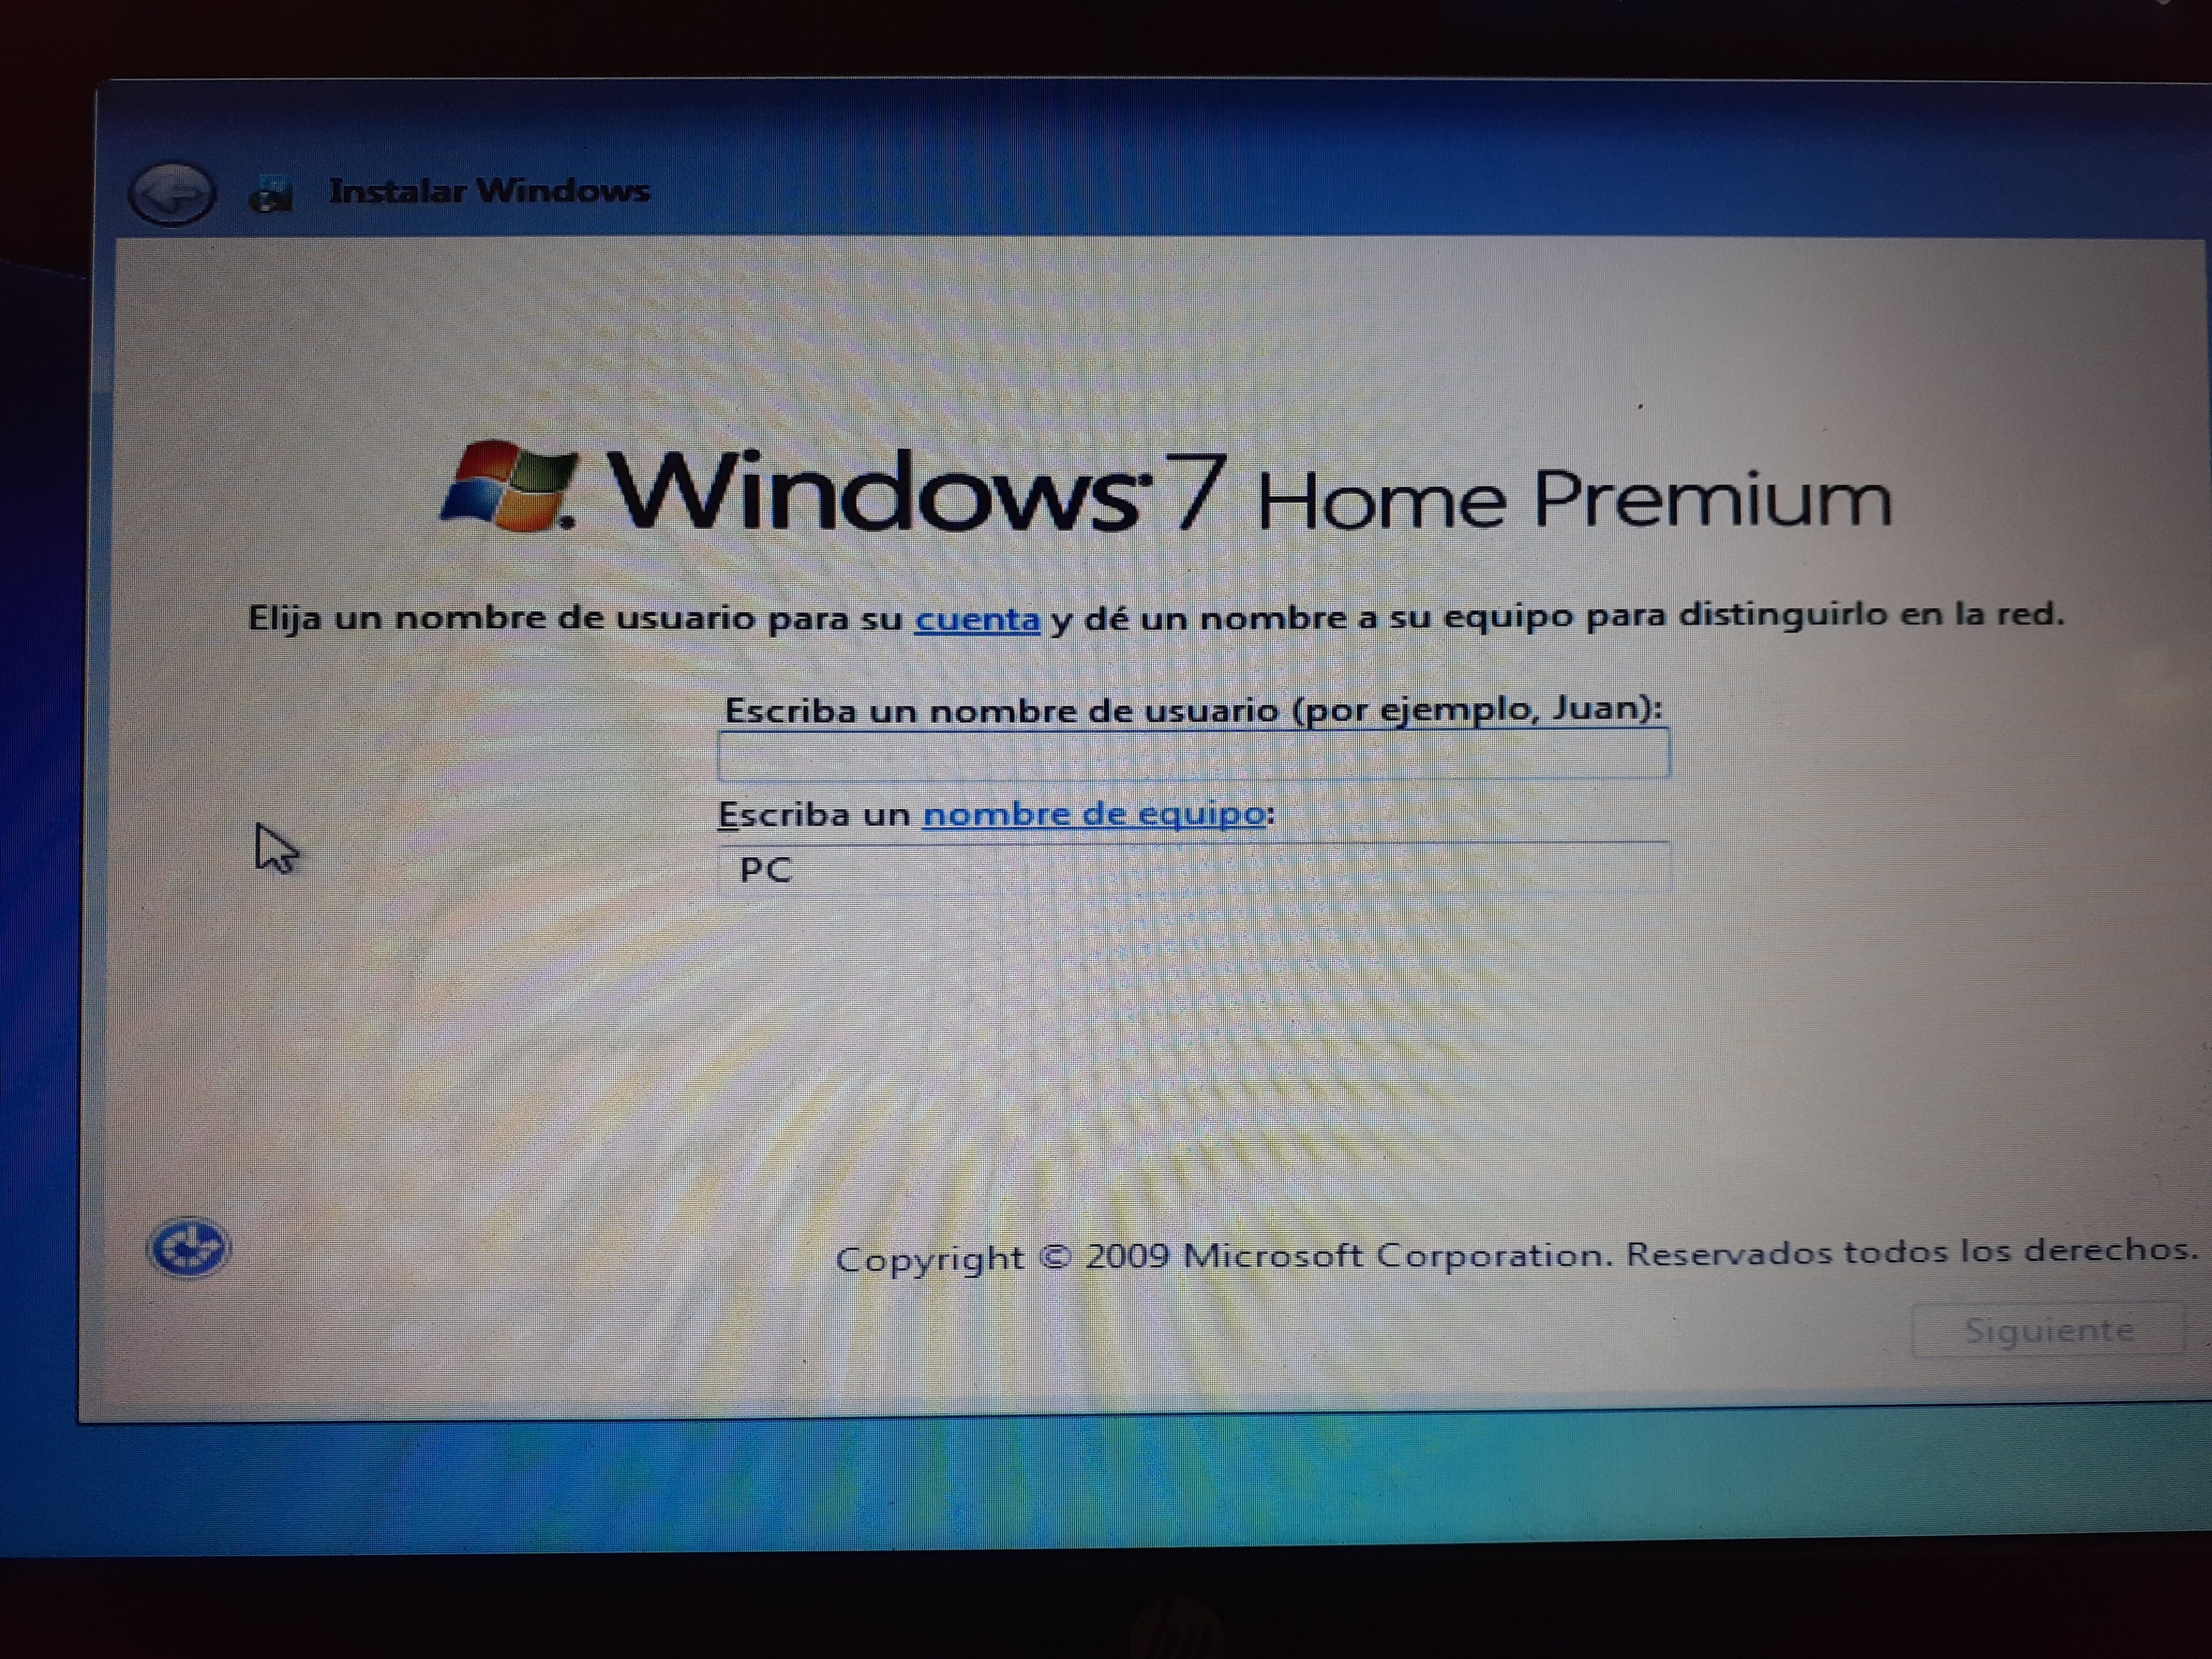 Instalar Windows
Windows 7 Home Premium
Elija un nombre de usuario para su cuenta y dé un nombre a su equipo para distinguirlo en la red.
Escriba un nombre de usuario (por ejemplo, Juan):
Escriba un nombre de equipo:
PC
Copyright © 2009 Microsoft Corporation. Reservados todos los derechos.
Siguiente
hp